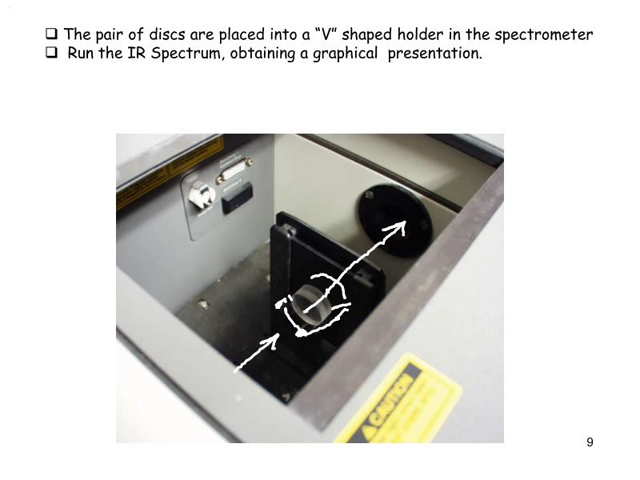 ❑ The pair of discs are placed into a “V” shaped holder in the spectrometer
❑ Run the IR Spectrum, obtaining a graphical presentation.
CAUTION
9